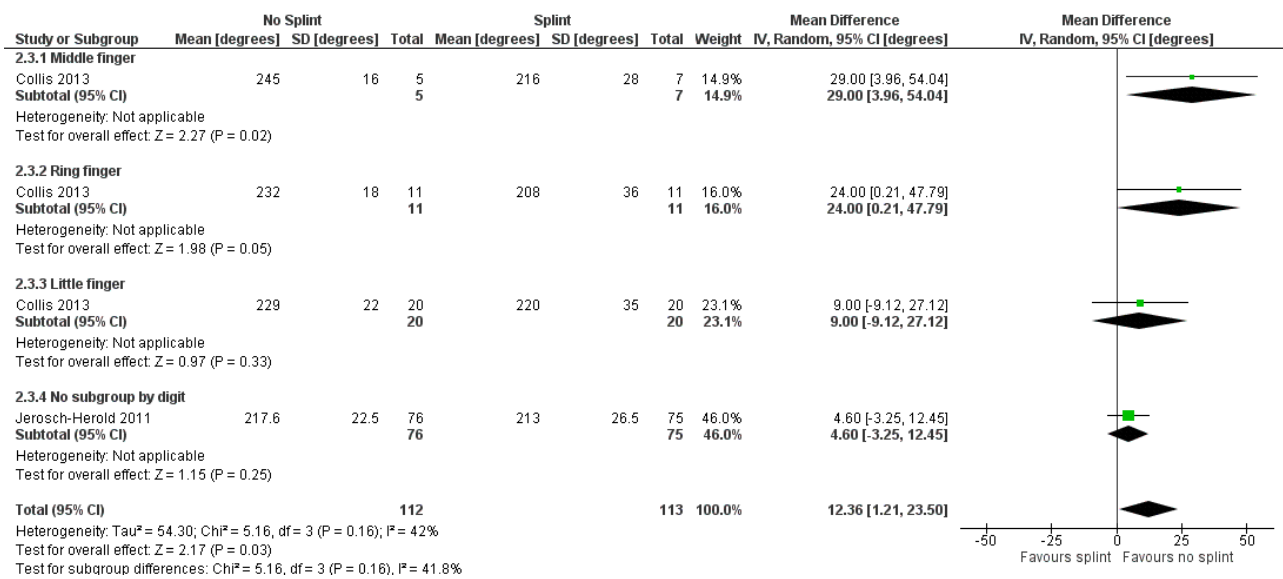 No Splint Splint Mean Difference Mean Difference
Study or Subgroup Mean [degrees] SD [degrees] Total Mean [degrees] SD [degrees] Total Weight IV, Random, 95% CI [degrees] IV, Random, 95% CI [degrees]
2.3.1 Middle finger
Collis 2013 245 16 5 216 28 7 14.9% 29.00 [3.96, 54.04]
Subtotal (95% CI) 5 7 14.9% 29.00 [3.96, 54.04]
Heterogeneity: Not applicable
Test for overall effect: Z = 2.27 (P = 0.02)
2.3.2 Ring finger
Collis 2013 232 18 11 208 36 11 16.0% 24.00 [0.21, 47.79]
Subtotal (95% CI) 11 11 16.0% 24.00 [0.21, 47.79]
Heterogeneity: Not applicable
Test for overall effect: Z = 1.98 (P = 0.05)
2.3.3 Little finger
Collis 2013 229 22 20 220 35 20 23.1% 9.00 [-9.12, 27.12]
Subtotal (95% CI) 20 20 23.1% 9.00 [-9.12, 27.12]
Heterogeneity: Not applicable
Test for overall effect: Z = 0.97 (P = 0.33)
2.3.4 No subgroup by digit
Jerosch-Herold 2011 217.6 22.5 76 213 26.5 75 46.0% 4.60 [-3.25, 12.45]
Subtotal (95% CI) 76 75 46.0% 4.60 [-3.25, 12.45]
Heterogeneity: Not applicable
Test for overall effect: Z = 1.15 (P = 0.25)
Total (95% CI) 112 113 100.0% 12.36 [1.21, 23.50]
Heterogeneity: Tau² = 54.30; Chi² = 5.16, df = 3 (P = 0.16); I² = 42%
Test for overall effect: Z = 2.17 (P = 0.03)
Test for subgroup differences: Chi² = 5.16, df = 3 (P = 0.16), I² = 41.8%
-50 -25 0 25 50
Favours splint Favours no splint